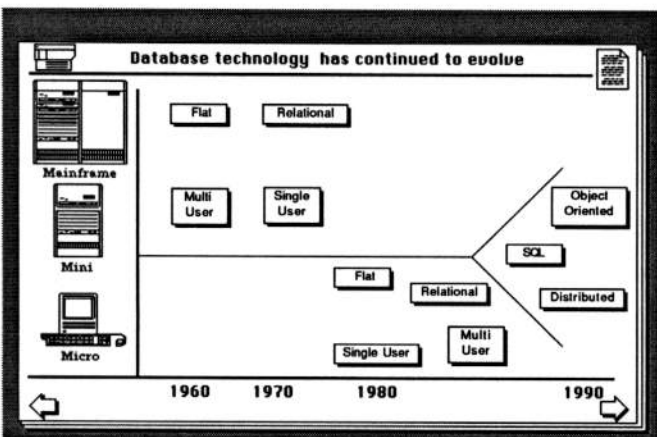 Database technology has continued to evolve
Flat
Relational
Mainframe
Multi
User
Single
User
Object
Oriented
Mini
SQL
Flat
Relational
Distributed
Micro
Single User
Multi
User
1960
1970
1980
1990